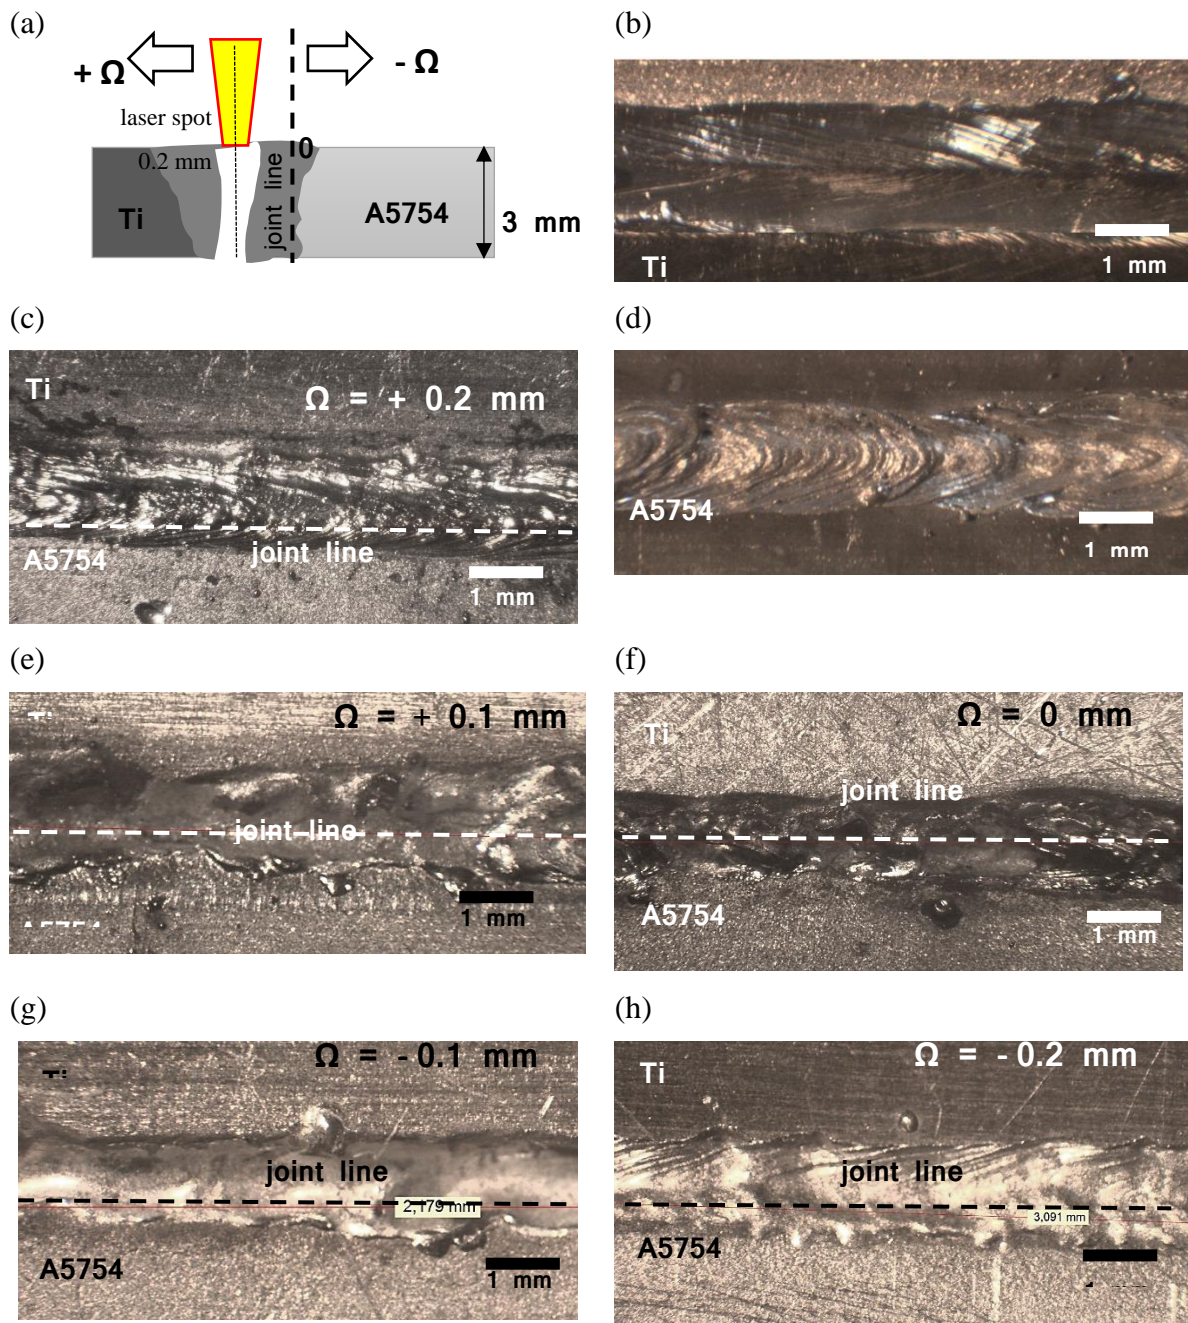 (a)
+ Ω
- Ω
laser spot
0.2 mm
0
joint line
Ti
A5754
3 mm
(b)
Ti
1 mm
(c)
Ti
Ω = + 0.2 mm
joint line
A5754
1 mm
(d)
A5754
1 mm
(e)
Ω = + 0.1 mm
joint line
1 mm
(f)
Ω = 0 mm
Ti
joint line
A5754
1 mm
(g)
Ω = - 0.1 mm
joint line
2,179 mm
A5754
1 mm
(h)
Ω = - 0.2 mm
Ti
joint line
3,091 mm
A5754